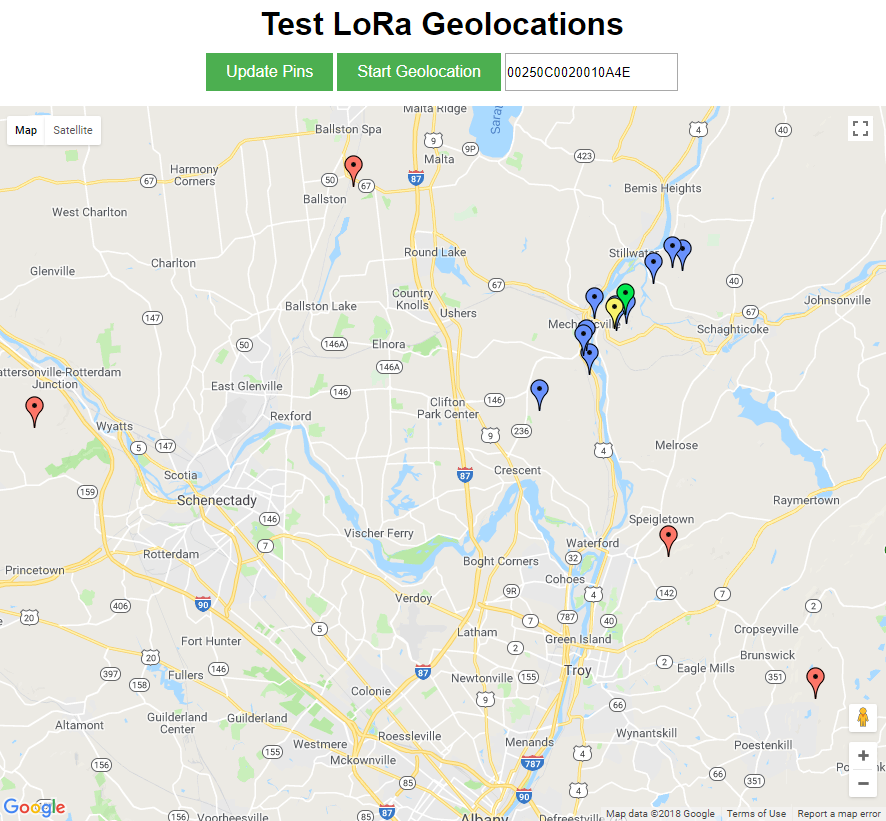 Test LoRa Geolocations
Update Pins
Start Geolocation
00250C0020010A4E
Map
Satellite
Malta Ridge
Ballston Spa
4
40
9
9P
Malta
423
Harmony
Corners
67
50
67
87
Bemis Heights
Ballston
West Charlton
Round Lake
Charlton
Glenville
67
40
Johnsonville
Country
Knolls
Ballston Lake
Ushers
67
147
Schaghticoke
50
146A
Elnora
146A
Junction
East Glenville
146
Clifton
Park Center
146
Rexford
Wyatts
236
9
5
147
4
Melrose
Crescent
87
Scotia
159
Schenectady
Raymertown
146
Speigletown
Vischer Ferry
7
Waterford
Rotterdam
32
Boght Corners
Princetown
Cohoes
9R
4
142
7
Verdoy
406
90
2
20
787
40
7
5
Latham
Cropseyville
Green Island
Fort Hunter
2
Brunswick
20
2
Troy
Eagle Mills
146
87
397
Fullers
Newtonville
155
351
158
Colonie
9
66
Guilderland
Center
Guilderland
Altamont
Roessleville
Wynantskill
Westmere
Menands
Poestenkill
155
4
Mckownville
787
156
66
351
85
90
4
87
Google
156
Voorheesville
Albany
Defreestville
Map data ©2018 Google
Terms of Use
Report a map error